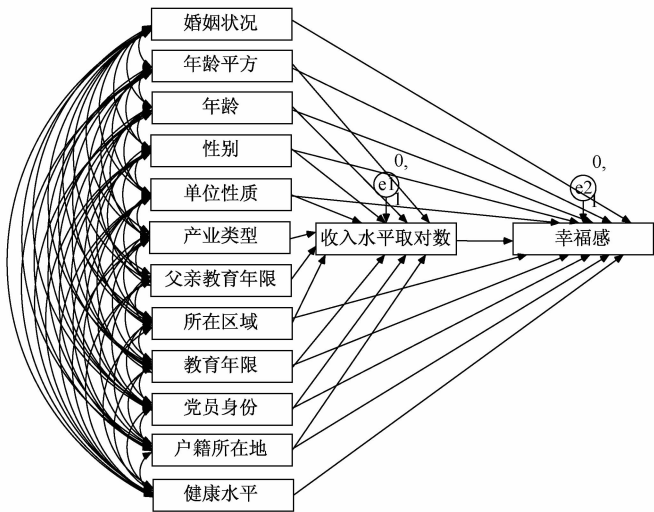 婚姻状况
年龄平方
年龄
性别
单位性质
产业类型
父亲教育年限
所在区域
教育年限
党员身份
户籍所在地
健康水平
0,
e1
1
收入水平取对数
0,
e2
1
幸福感